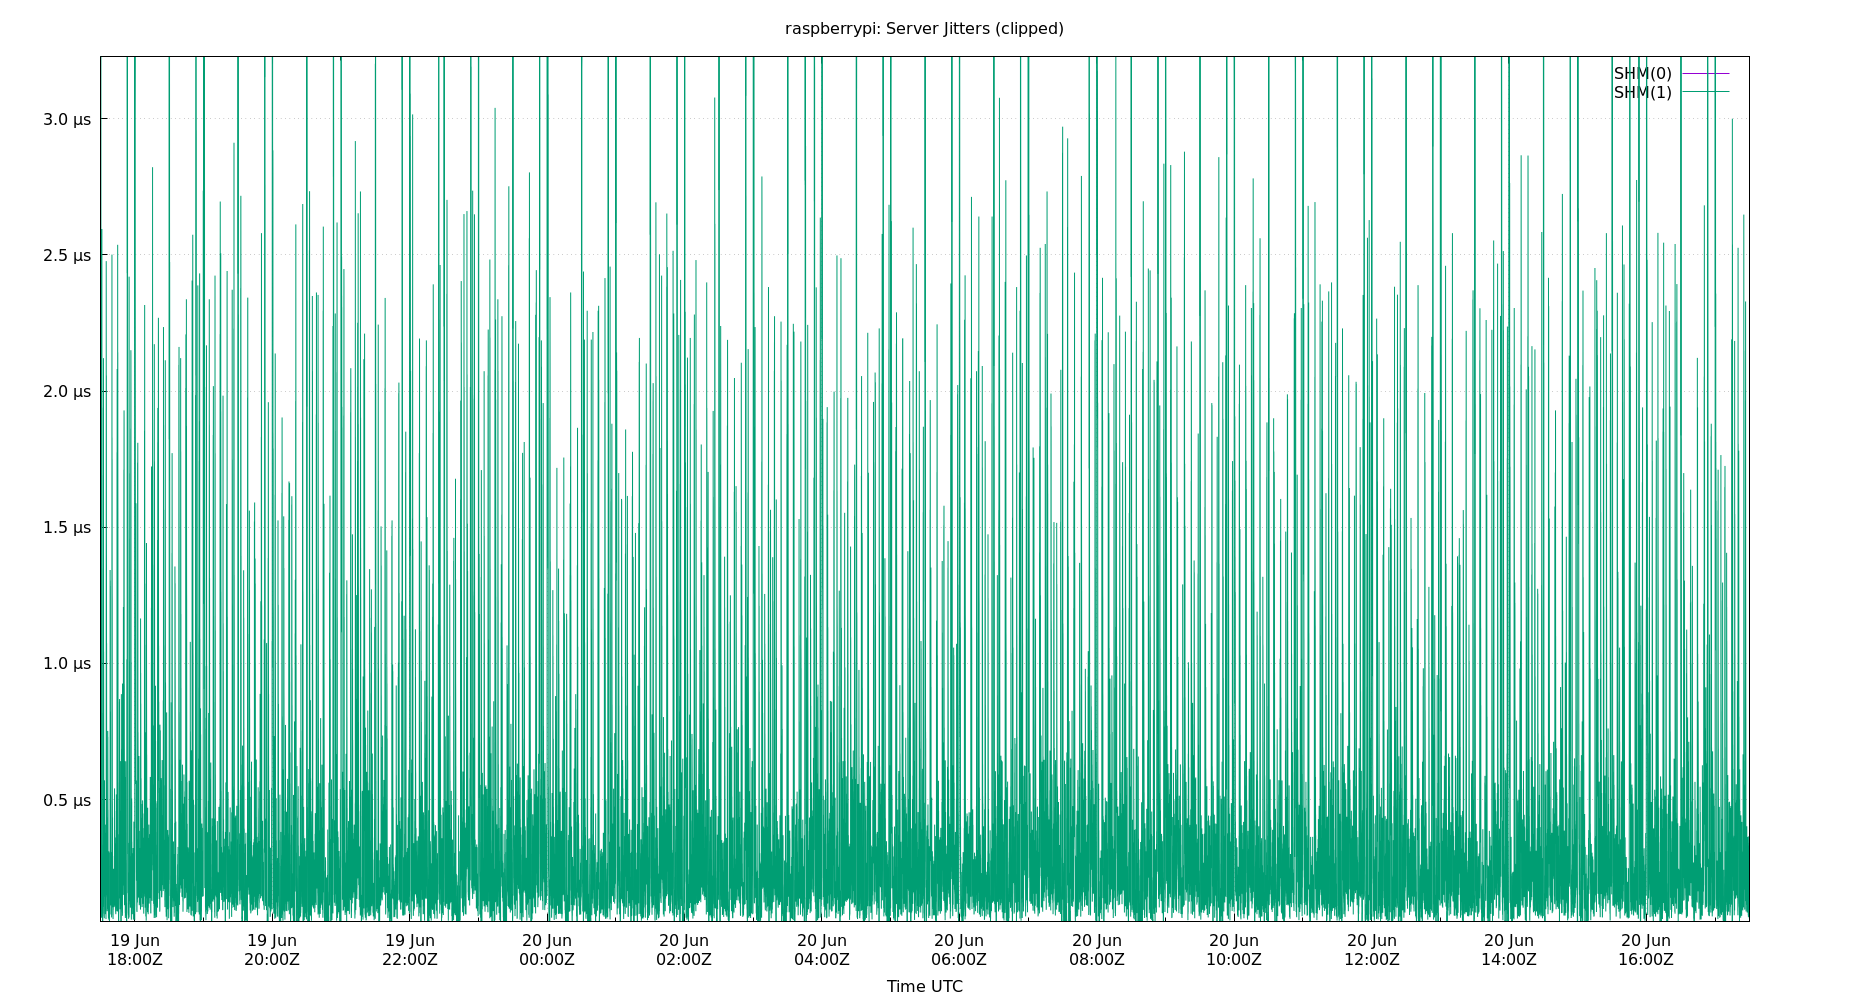 raspberrypi: Server Jitters (clipped)
SHM(0)
SHM(1)
3.0 μs
2.5 μs
2.0 μs
1.5 μs
1.0 μs
0.5 μs
19 Jun 19 Jun 19 Jun 20 Jun 20 Jun 20 Jun 20 Jun 20 Jun 20 Jun 20 Jun 20 Jun 20 Jun
18:00Z 20:00Z 22:00Z 00:00Z 02:00Z 04:00Z 06:00Z 08:00Z 10:00Z 12:00Z 14:00Z 16:00Z
Time UTC